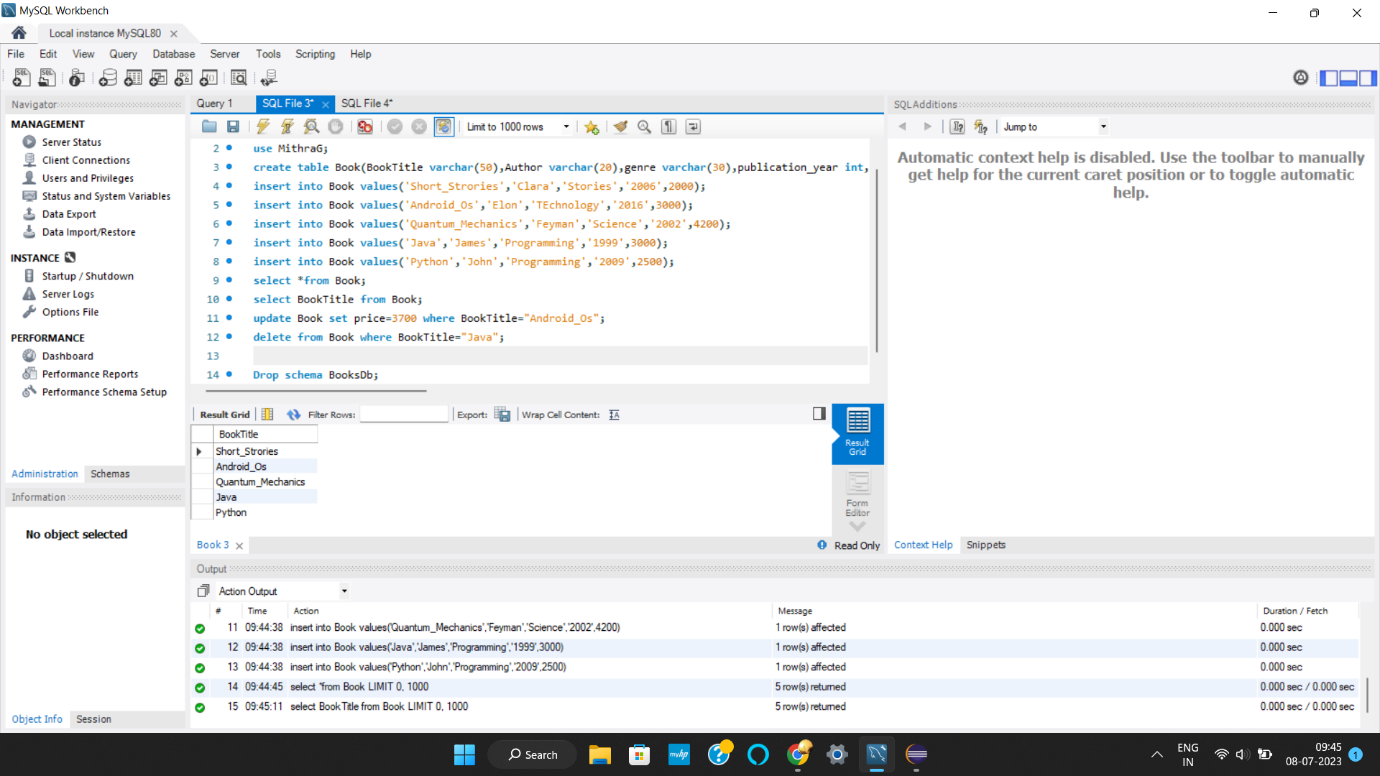 MySQL Workbench
Local instance MySQL80
File Edit View Query Database Server Tools Scripting Help
Navigator
MANAGEMENT
Server Status
Client Connections
Users and Privileges
Status and System Variables
Data Export
Data Import/Restore
INSTANCE
Startup / Shutdown
Server Logs
Options File
PERFORMANCE
Dashboard
Performance Reports
Performance Schema Setup
Administration Schemas
Information
No object selected
Object Info Session
Query 1 SQL File 3* SQL File 4*
Limit to 1000 rows
2 use MithraG;
3 create table Book(BookTitle varchar(50),Author varchar(20),genre varchar(30),publication_year int,
4 insert into Book values('Short_Strories','Clara','Stories','2006',2000);
5 insert into Book values('Android_Os','Elon','TEchnology','2016',3000);
6 insert into Book values('Quantum_Mechanics','Feyman','Science','2002',4200);
7 insert into Book values('Java','James','Programming','1999',3000);
8 insert into Book values('Python','John','Programming','2009',2500);
9 select *from Book;
10 select BookTitle from Book;
11 update Book set price=3700 where BookTitle="Android_Os";
12 delete from Book where BookTitle="Java";
13
14 Drop schema BooksDb;
Result Grid Filter Rows: Export: Wrap Cell Content:
BookTitle
Short_Strories
Android_Os
Quantum_Mechanics
Java
Python
Result
Grid
Form
Editor
Book 3 Read Only
SQLAdditions
Jump to
Automatic context help is disabled. Use the toolbar to manually
get help for the current caret position or to toggle automatic
help.
Context Help Snippets
Output
Action Output
# Time Action Message Duration / Fetch
11 09:44:38 insert into Book values('Quantum_Mechanics','Feyman','Science','2002',4200) 1 row(s) affected 0.000 sec
12 09:44:38 insert into Book values('Java','James','Programming','1999',3000) 1 row(s) affected 0.000 sec
13 09:44:38 insert into Book values('Python','John','Programming','2009',2500) 1 row(s) affected 0.000 sec
14 09:44:45 select *from Book LIMIT 0, 1000 5 row(s) returned 0.000 sec / 0.000 sec
15 09:45:11 select BookTitle from Book LIMIT 0, 1000 5 row(s) returned 0.000 sec / 0.000 sec
Search
myhp
ENG
IN
09:45
08-07-2023
1